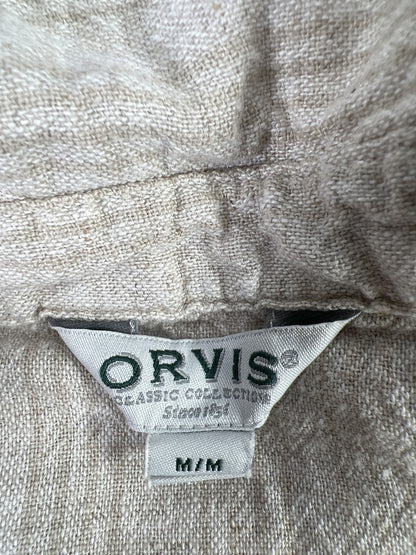 ORVIS®
CLASSIC COLLECTION
Since 1856
M/M